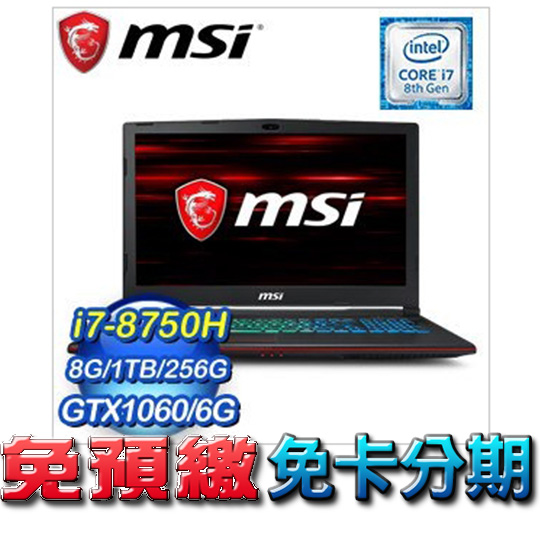 msi
intel
CORE i7
8th Gen
msi
msi
i7-8750H
8G/1TB/256G
GTX1060/6G
免預繳免卡分期